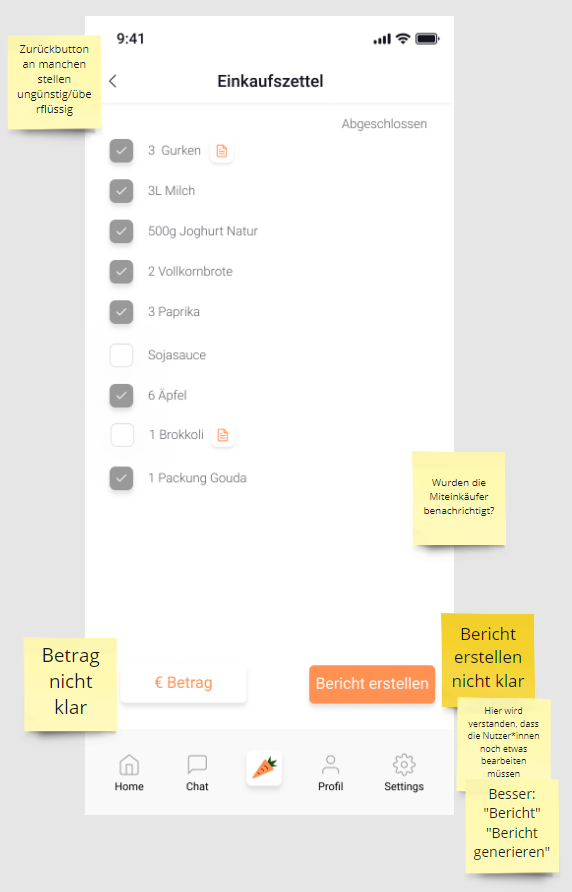 Zurückbutton
an manchen
stellen
ungünstig/übe
rflüssig
9:41
Einkaufszettel
Abgeschlossen
3 Gurken
3L Milch
500g Joghurt Natur
2 Vollkornbrote
3 Paprika
Sojasauce
6 Äpfel
1 Brokkoli
1 Packung Gouda
Wurden die
Miteinkäufer
benachrichtigt?
Betrag
nicht
klar
€ Betrag
Bericht erstellen
Bericht
erstellen
nicht klar
Hier wird
verstanden, dass
die Nutzer*innen
noch etwas
bearbeiten
müssen
Besser:
"Bericht"
"Bericht
generieren"
Home
Chat
Profil
Settings